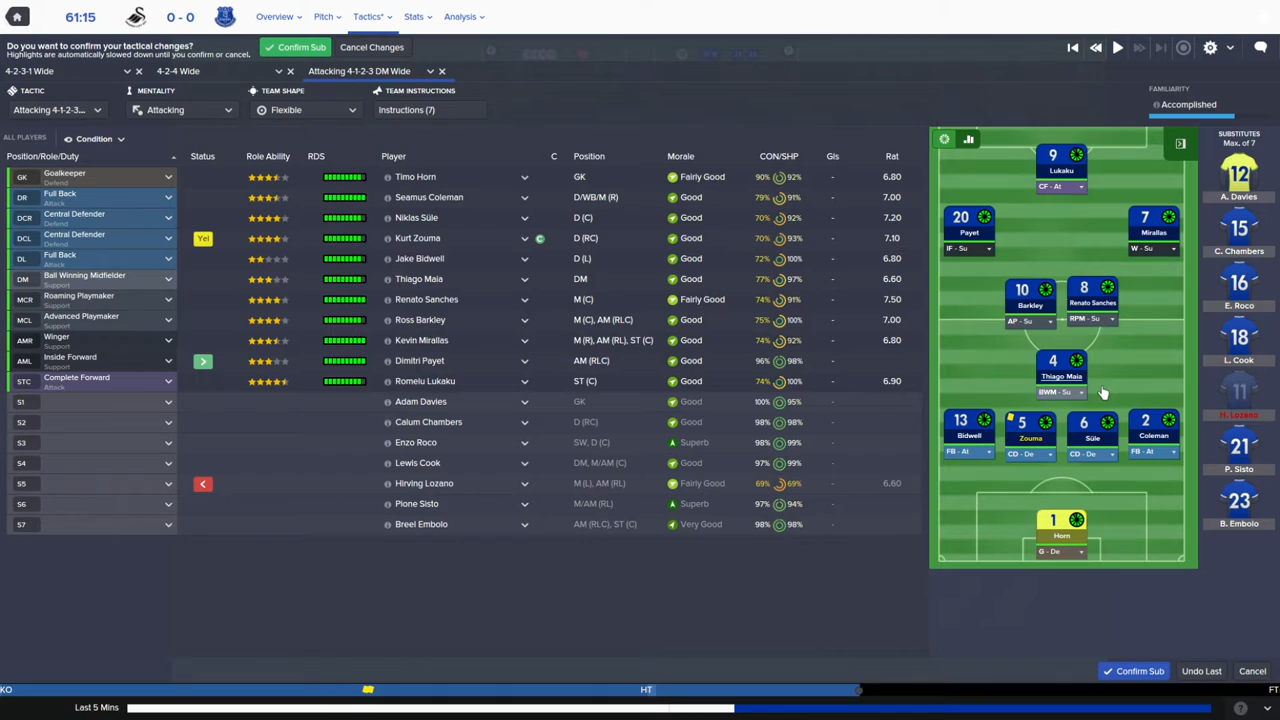 61:15 0 - 0 Overview Pitch Tactics* Stats Analysis
Do you want to confirm your tactical changes?
Highlights are automatically slowed down until you confirm or cancel.
Confirm Sub Cancel Changes
4-2-3-1 Wide 4-2-4 Wide Attacking 4-1-2-3 DM Wide
TACTIC MENTALITY TEAM SHAPE TEAM INSTRUCTIONS FAMILIARITY
Attacking 4-1-2-3... Attacking Flexible Instructions (7) Accomplished
ALL PLAYERS Condition
Position/Role/Duty Status Role Ability RDS Player C Position Morale CON/SHP Gls Rat
GK Goalkeeper Defend Timo Horn GK Fairly Good 90% 92% - 6.80
DR Full Back Attack Seamus Coleman D/WB/M (R) Good 79% 91% - 7.00
DCR Central Defender Defend Niklas Süle D (C) Good 70% 92% - 7.20
DCL Central Defender Defend Yel Kurt Zouma C D (RC) Good 70% 93% - 7.10
DL Full Back Attack Jake Bidwell D (L) Good 72% 100% - 6.80
DM Ball Winning Midfielder Support Thiago Maia DM Good 77% 97% - 6.60
MCR Roaming Playmaker Support Renato Sanches M (C) Fairly Good 74% 91% - 7.50
MCL Advanced Playmaker Support Ross Barkley M (C), AM (RLC) Good 75% 100% - 7.00
AMR Winger Support Kevin Mirallas M (R), AM (RL), ST (C) Good 74% 92% - 6.80
AML Inside Forward Support Dimitri Payet AM (RLC) Good 96% 98% -
STC Complete Forward Attack Romelu Lukaku ST (C) Good 74% 100% - 6.90
S1 Adam Davies GK Good 100% 95% -
S2 Calum Chambers D (RC), DM Good 98% 98% -
S3 Enzo Roco SW, D (C) Superb 98% 99% -
S4 Lewis Cook DM, M/AM (C) Good 97% 99% -
S5 Hirving Lozano M (L), AM (RL) Fairly Good 69% 69% - 6.60
S6 Pione Sisto M/AM (RL) Superb 97% 94% -
S7 Breel Embolo AM (RLC), ST (C) Very Good 98% 98% -
9
Lukaku
CF - At
20 7
Payet Mirallas
IF - Su W - Su
10 8
Barkley Renato Sanches
AP - Su RPM - Su
4
Thiago Maia
BWM - Su
13 5 6 2
Bidwell Zouma Süle Coleman
FB - At CD - De CD - De FB - At
1
Horn
G - De
SUBSTITUTES
Max. of 7
12
A. Davies
15
C. Chambers
16
E. Roco
18
L. Cook
11
H. Lozano
21
P. Sisto
23
B. Embolo
Confirm Sub Undo Last Cancel
KO HT FT
Last 5 Mins